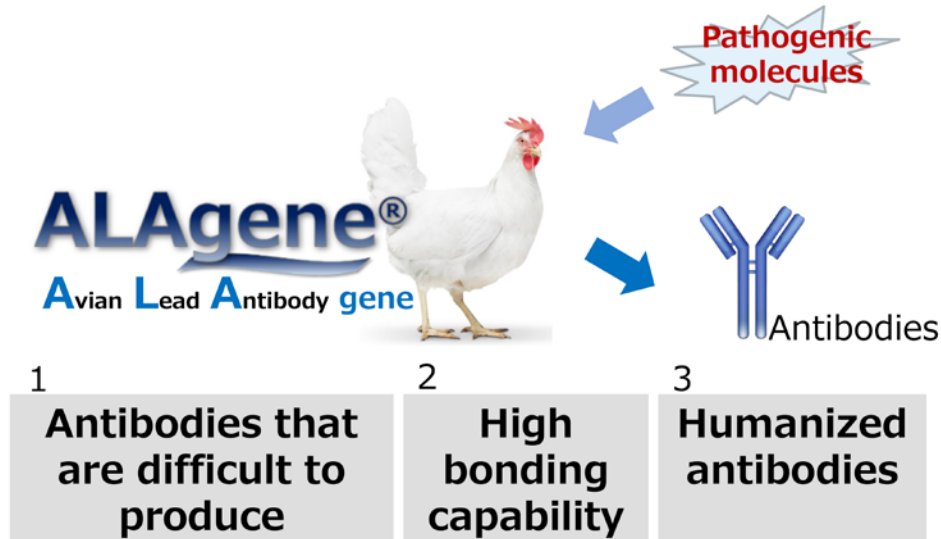 Pathogenic
molecules
ALAgene®
Avian Lead Antibody gene
Antibodies
1
Antibodies that
are difficult to
produce
2
High
bonding
capability
3
Humanized
antibodies